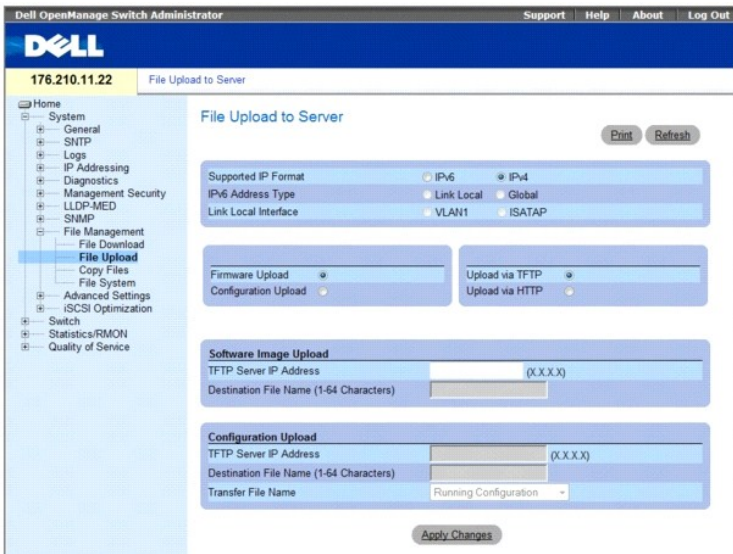 Dell OpenManage Switch Administrator
Support Help About Log Out
DELL
176.210.11.22
File Upload to Server
Home
System
General
SNTP
Logs
IP Addressing
Diagnostics
Management Security
LLDP-MED
SNMP
File Management
File Download
File Upload
Copy Files
File System
Advanced Settings
iSCSI Optimization
Switch
Statistics/RMON
Quality of Service
File Upload to Server
Print Refresh
Supported IP Format IPv6 IPv4
IPv6 Address Type Link Local Global
Link Local Interface VLAN1 ISATAP
Firmware Upload
Configuration Upload
Upload via TFTP
Upload via HTTP
Software Image Upload
TFTP Server IP Address (X.X.X.X)
Destination File Name (1-64 Characters)
Configuration Upload
TFTP Server IP Address (X.X.X.X)
Destination File Name (1-64 Characters)
Transfer File Name Running Configuration
Apply Changes